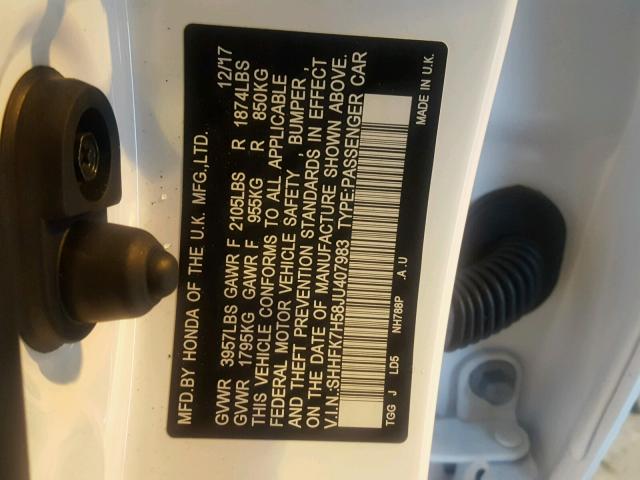 MFD.BY HONDA OF THE U.K. MFG.,LTD. 12/17
GVWR 3957LBS GAWR F 2105LBS R 1874LBS
GVWR 1795KG GAWR F 955KG R 850KG
THIS VEHICLE CONFORMS TO ALL APPLICABLE
FEDERAL MOTOR VEHICLE SAFETY , BUMPER ,
AND THEFT PREVENTION STANDARDS IN EFFECT
ON THE DATE OF MANUFACTURE SHOWN ABOVE.
V.I.N.:SHHFK7H58JU407983 TYPE:PASSENGER CAR
TGG J LD5 NH788P .A.U MADE IN U.K.